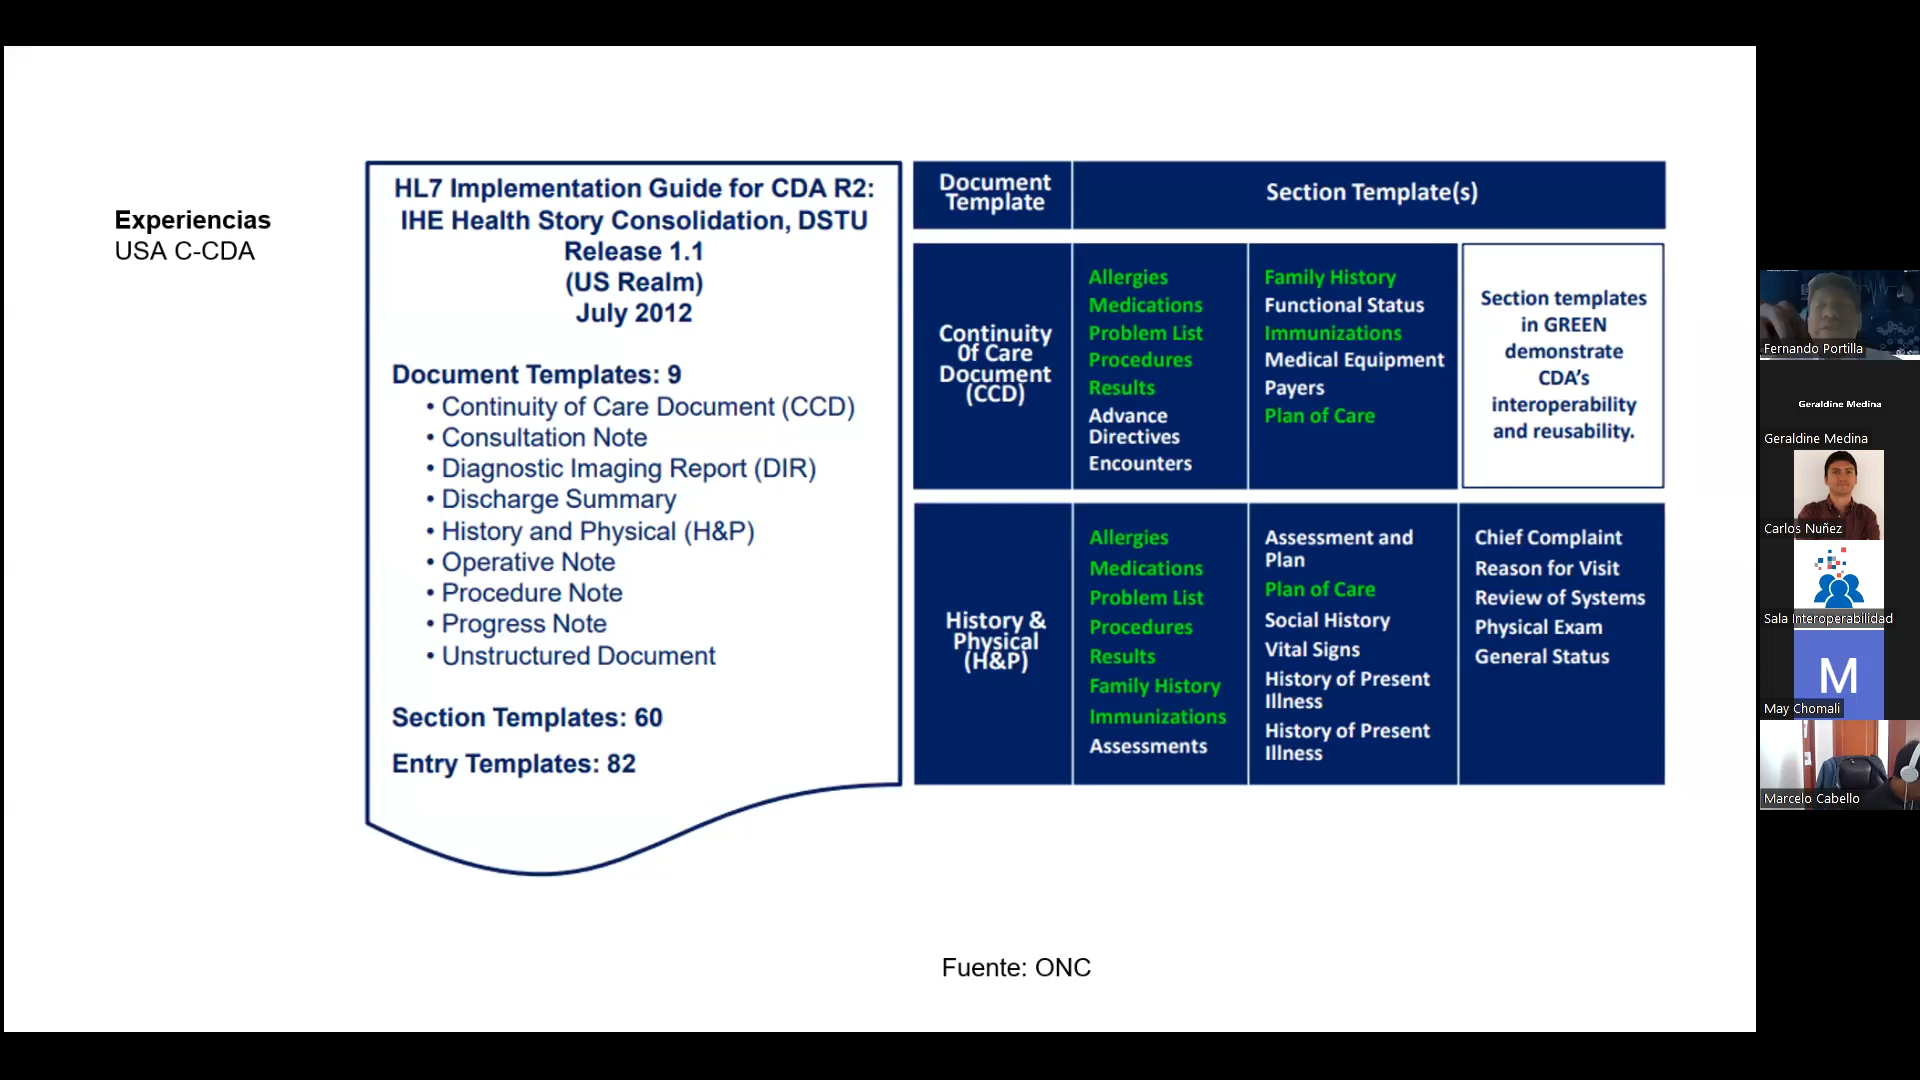 Experiencias
USA C-CDA
HL7 Implementation Guide for CDA R2:
IHE Health Story Consolidation, DSTU
Release 1.1
(US Realm)
July 2012
Document Templates: 9
• Continuity of Care Document (CCD)
• Consultation Note
• Diagnostic Imaging Report (DIR)
• Discharge Summary
• History and Physical (H&P)
• Operative Note
• Procedure Note
• Progress Note
• Unstructured Document
Section Templates: 60
Entry Templates: 82
Document
Template
Section Template(s)
Continuity
0f Care
Document
(CCD)
Allergies
Medications
Problem List
Procedures
Results
Advance
Directives
Encounters
Family History
Functional Status
Immunizations
Medical Equipment
Payers
Plan of Care
Section templates
in GREEN
demonstrate
CDA's
interoperability
and reusability.
History &
Physical
(H&P)
Allergies
Medications
Problem List
Procedures
Results
Family History
Immunizations
Assessments
Assessment and
Plan
Plan of Care
Social History
Vital Signs
History of Present
Illness
History of Present
Illness
Chief Complaint
Reason for Visit
Review of Systems
Physical Exam
General Status
Fuente: ONC
Fernando Portilla
Geraldine Medina
Geraldine Medina
Carlos Nuñez
Sala Interoperabilidad
M
May Chomali
Marcelo Cabello